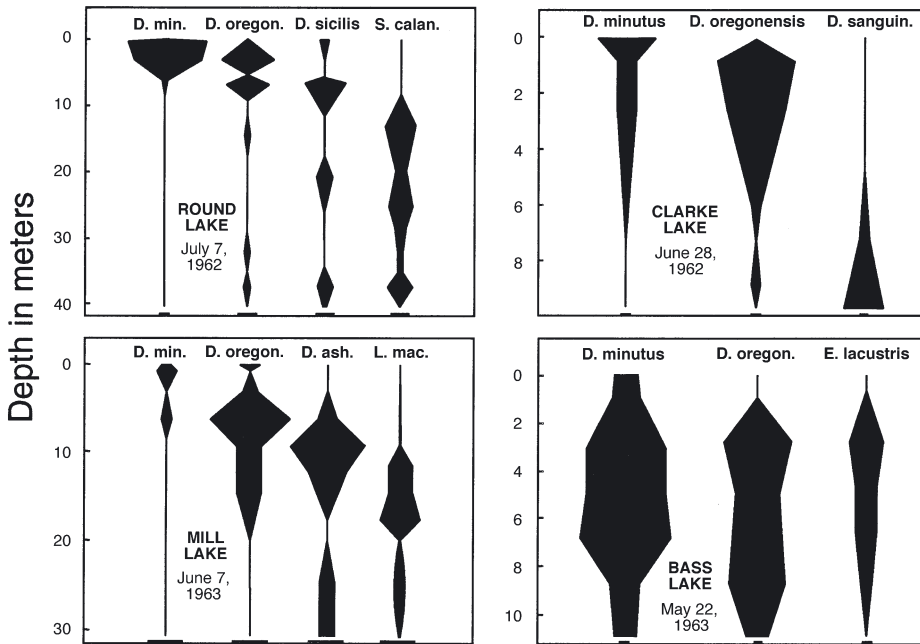 Depth in meters
D. min. D. oregon. D. sicilis S. calan.
0
10
20
30
40
ROUND
LAKE
July 7,
1962
D. minutus D. oregonensis D. sanguin.
0
2
4
6
8
CLARKE
LAKE
June 28,
1962
D. min. D. oregon. D. ash. L. mac.
0
10
20
30
MILL
LAKE
June 7,
1963
D. minutus D. oregon. E. lacustris
0
2
4
6
8
10
BASS
LAKE
May 22,
1963